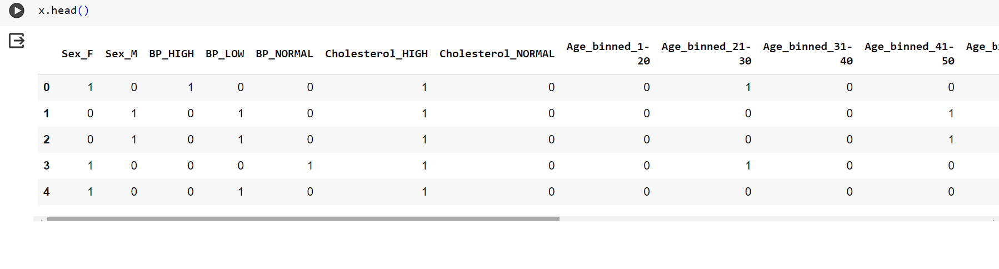 x.head()
Sex_F Sex_M BP_HIGH BP_LOW BP_NORMAL Cholesterol_HIGH Cholesterol_NORMAL Age_binned_1-20 Age_binned_21-30 Age_binned_31-40 Age_binned_41-50 Age_b
0 1 0 1 0 0 1 0 0 1 0 0
1 0 1 0 1 0 1 0 0 0 0 1
2 0 1 0 1 0 1 0 0 0 0 1
3 1 0 0 0 1 1 0 0 1 0 0
4 1 0 0 1 0 1 0 0 0 0 0